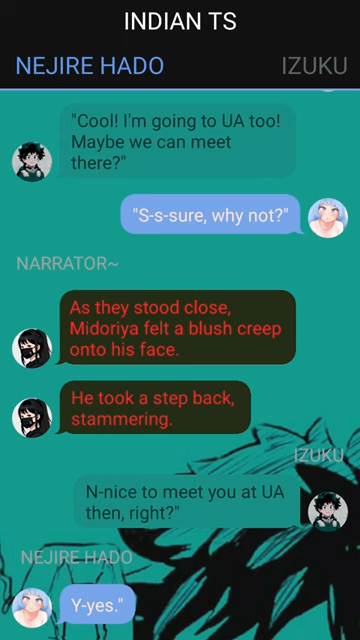 INDIAN TS
NEJIRE HADO
IZUKU
"Cool! I'm going to UA too!
Maybe we can meet
there?"
"S-s-sure, why not?"
NARRATOR~
As they stood close,
Midoriya felt a blush creep
onto his face.
He took a step back,
stammering.
IZUKU
N-nice to meet you at UA
then, right?"
NEJIRE HADO
Y-yes."